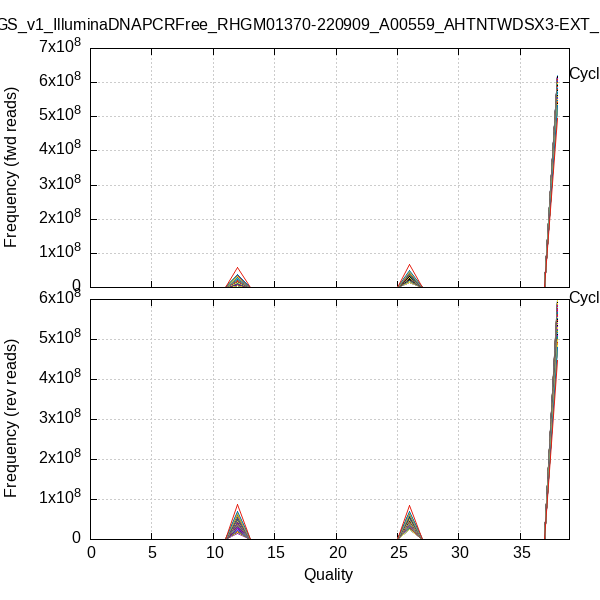 GS_v1_IlluminaDNAPCRFree_RHGM01370-220909_A00559_AHTNTWDSX3-EXT_
7x10^8
6x10^8
5x10^8
4x10^8
3x10^8
2x10^8
1x10^8
0
Frequency (fwd reads)
Cycl
6x10^8
5x10^8
4x10^8
3x10^8
2x10^8
1x10^8
0
Frequency (rev reads)
Cycl
0 5 10 15 20 25 30 35
Quality